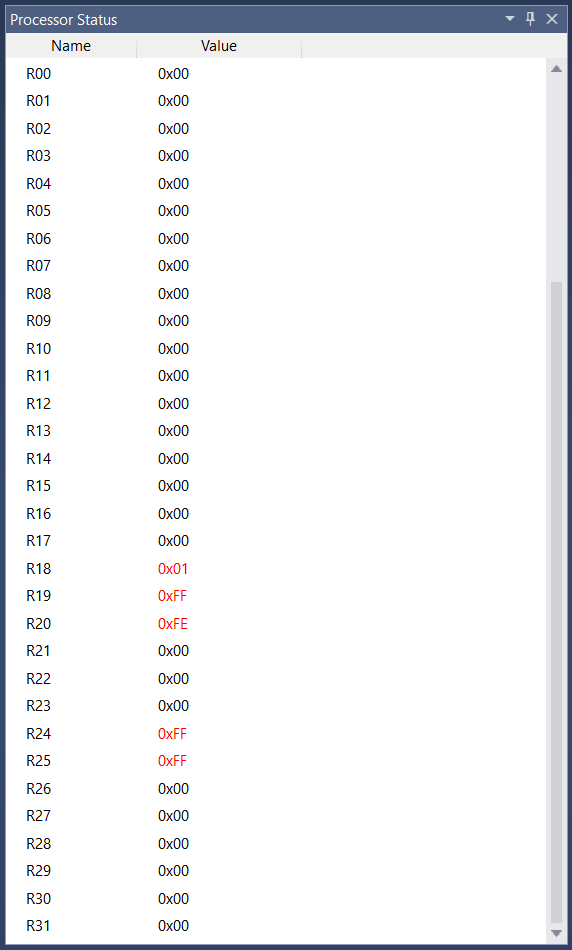 Processor Status
Name Value
R00 0x00
R01 0x00
R02 0x00
R03 0x00
R04 0x00
R05 0x00
R06 0x00
R07 0x00
R08 0x00
R09 0x00
R10 0x00
R11 0x00
R12 0x00
R13 0x00
R14 0x00
R15 0x00
R16 0x00
R17 0x00
R18 0x01
R19 0xFF
R20 0xFE
R21 0x00
R22 0x00
R23 0x00
R24 0xFF
R25 0xFF
R26 0x00
R27 0x00
R28 0x00
R29 0x00
R30 0x00
R31 0x00